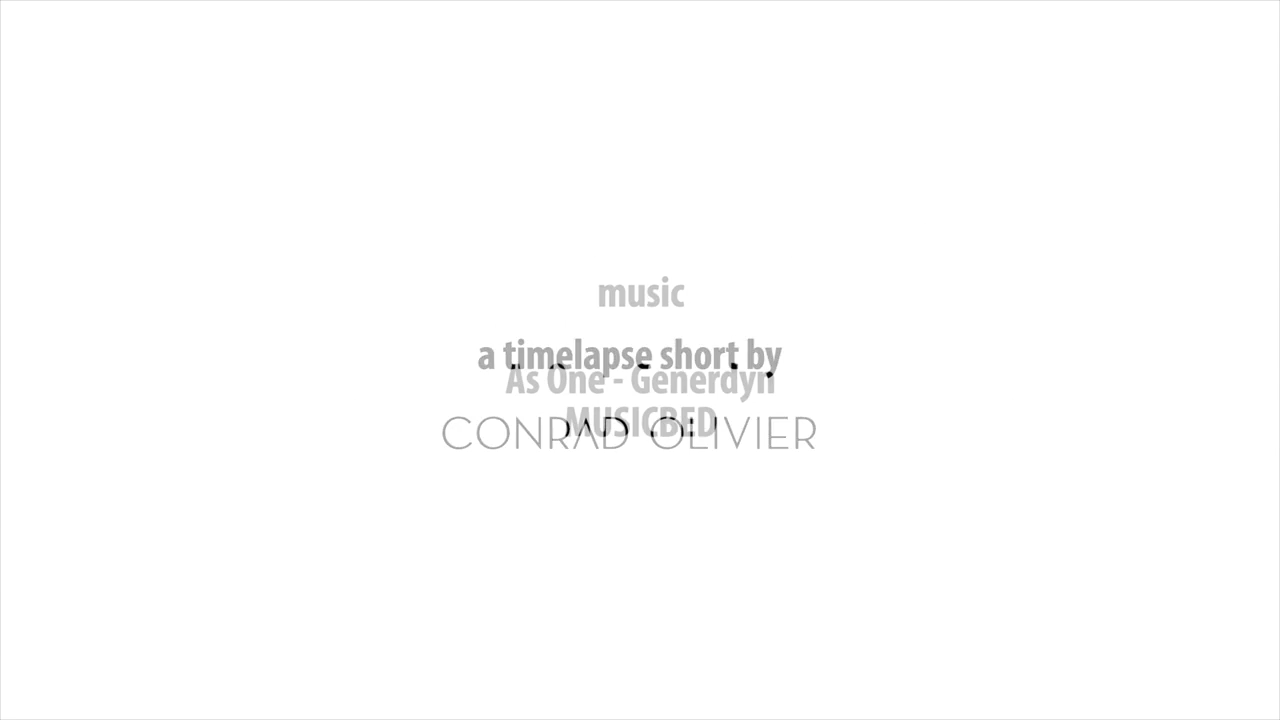 music
a timelapse short by
As One - Generdyn
MUSICBED
CONRAD OLIVIER